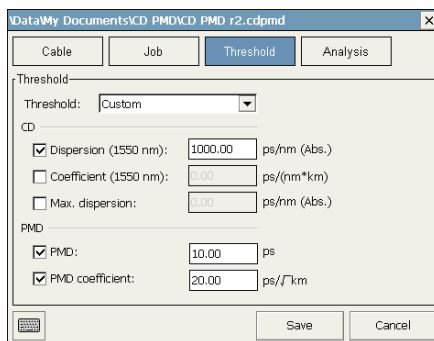 \Data\My Documents\CD PMD\CD PMD r2.cdpmd
Cable Job Threshold Analysis
Threshold
Threshold: Custom
CD
Dispersion (1550 nm): 1000.00 ps/nm (Abs.)
Coefficient (1550 nm): 0.00 ps/(nm*km)
Max. dispersion: 0.00 ps/nm (Abs.)
PMD
PMD: 10.00 ps
PMD coefficient: 20.00 ps/√km
Save Cancel